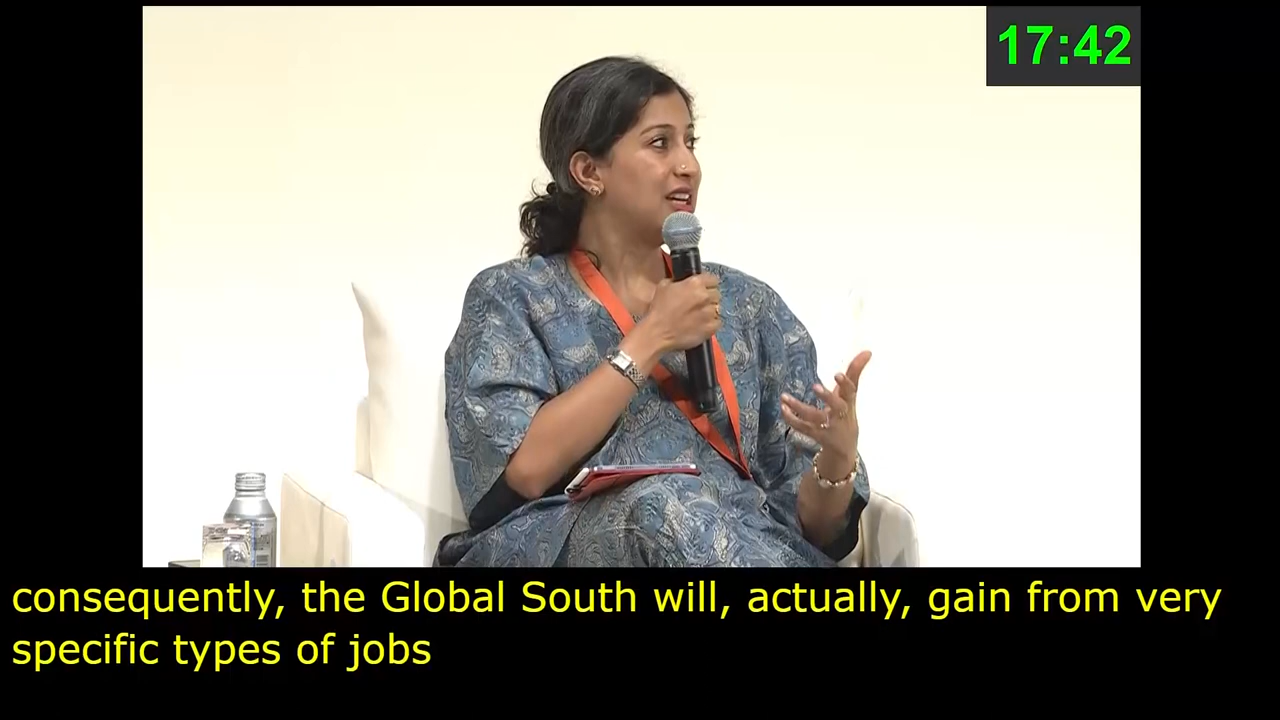 17:42
consequently, the Global South will, actually, gain from very
specific types of jobs